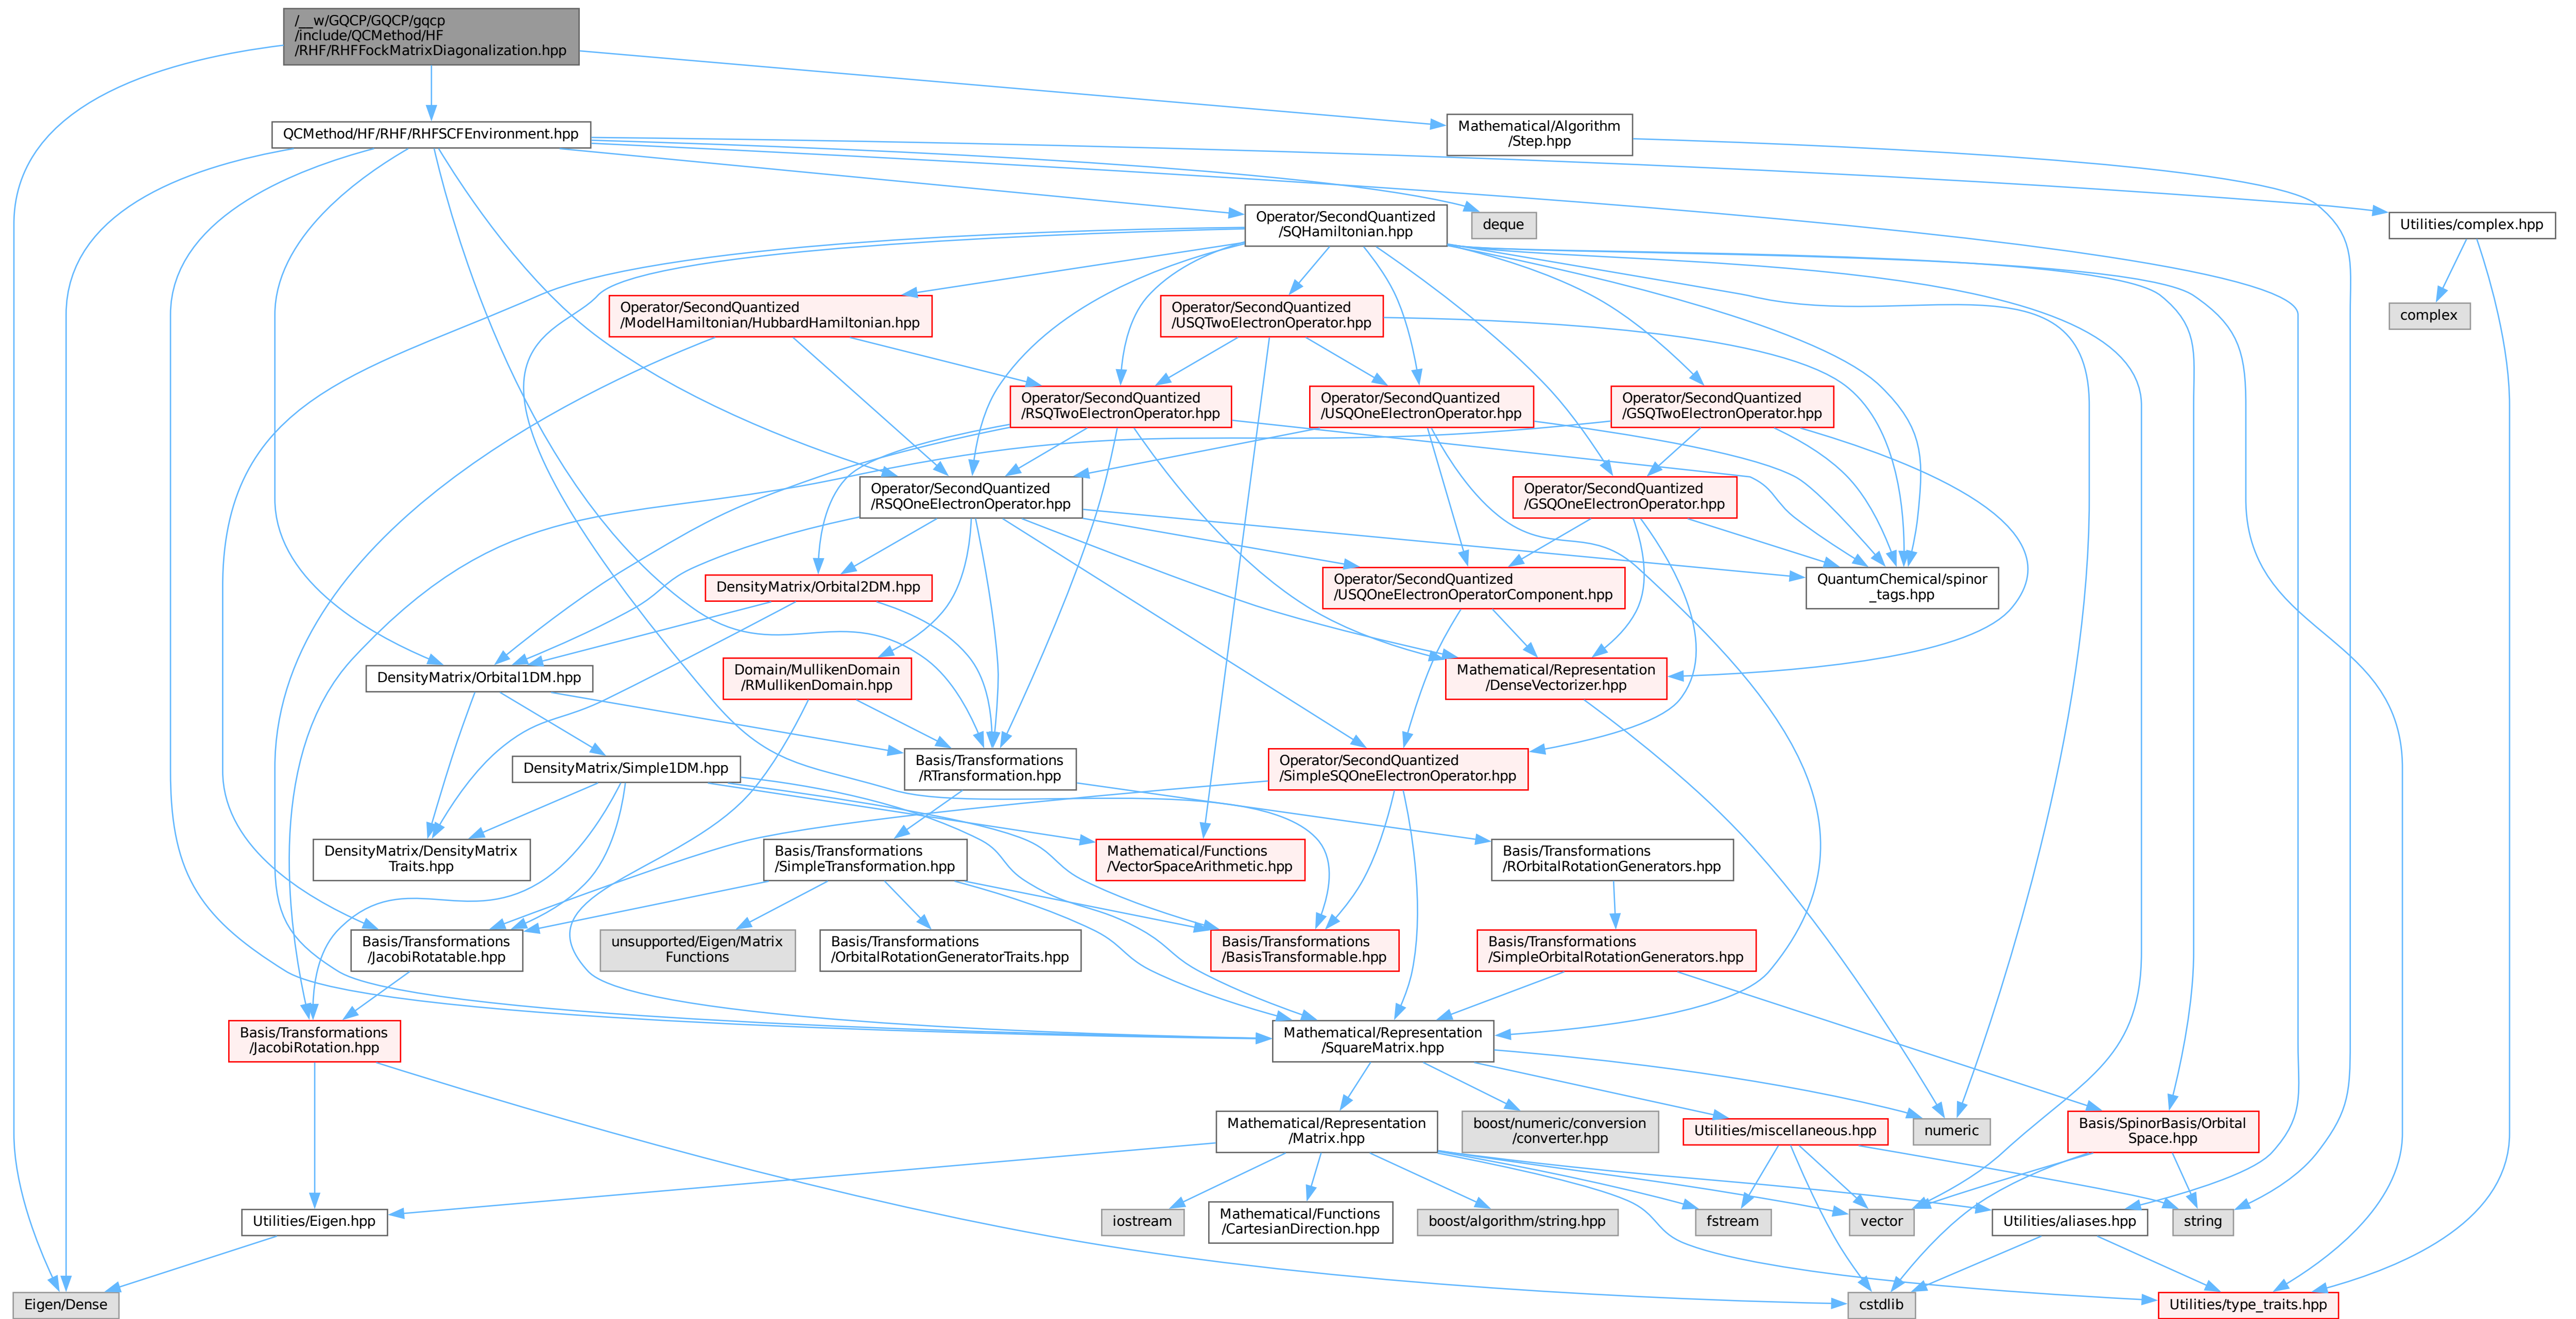 /__w/GQCP/GQCP/gqcp
/include/QCMethod/HF
/RHF/RHFFockMatrixDiagonalization.hpp
QCMethod/HF/RHF/RHFSCFEnvironment.hpp
Mathematical/Algorithm
/Step.hpp
Operator/SecondQuantized
/SQHamiltonian.hpp
deque
Utilities/complex.hpp
Operator/SecondQuantized
/ModelHamiltonian/HubbardHamiltonian.hpp
Operator/SecondQuantized
/USQTwoElectronOperator.hpp
complex
Operator/SecondQuantized
/RSQTwoElectronOperator.hpp
Operator/SecondQuantized
/USQOneElectronOperator.hpp
Operator/SecondQuantized
/GSQTwoElectronOperator.hpp
Operator/SecondQuantized
/RSQOneElectronOperator.hpp
Operator/SecondQuantized
/GSQOneElectronOperator.hpp
DensityMatrix/Orbital2DM.hpp
Operator/SecondQuantized
/USQOneElectronOperatorComponent.hpp
QuantumChemical/spinor
_tags.hpp
DensityMatrix/Orbital1DM.hpp
Domain/MullikenDomain
/RMullikenDomain.hpp
Mathematical/Representation
/DenseVectorizer.hpp
DensityMatrix/Simple1DM.hpp
Basis/Transformations
/RTransformation.hpp
Operator/SecondQuantized
/SimpleSQOneElectronOperator.hpp
DensityMatrix/DensityMatrix
Traits.hpp
Basis/Transformations
/SimpleTransformation.hpp
Mathematical/Functions
/VectorSpaceArithmetic.hpp
Basis/Transformations
/ROrbitalRotationGenerators.hpp
Basis/Transformations
/JacobiRotatable.hpp
unsupported/Eigen/Matrix
Functions
Basis/Transformations
/OrbitalRotationGeneratorTraits.hpp
Basis/Transformations
/BasisTransformable.hpp
Basis/Transformations
/SimpleOrbitalRotationGenerators.hpp
Basis/Transformations
/JacobiRotation.hpp
Mathematical/Representation
/SquareMatrix.hpp
Mathematical/Representation
/Matrix.hpp
boost/numeric/conversion
/converter.hpp
Utilities/miscellaneous.hpp
numeric
Basis/SpinorBasis/Orbital
Space.hpp
Utilities/Eigen.hpp
iostream
Mathematical/Functions
/CartesianDirection.hpp
boost/algorithm/string.hpp
fstream
vector
Utilities/aliases.hpp
string
Eigen/Dense
cstdlib
Utilities/type_traits.hpp